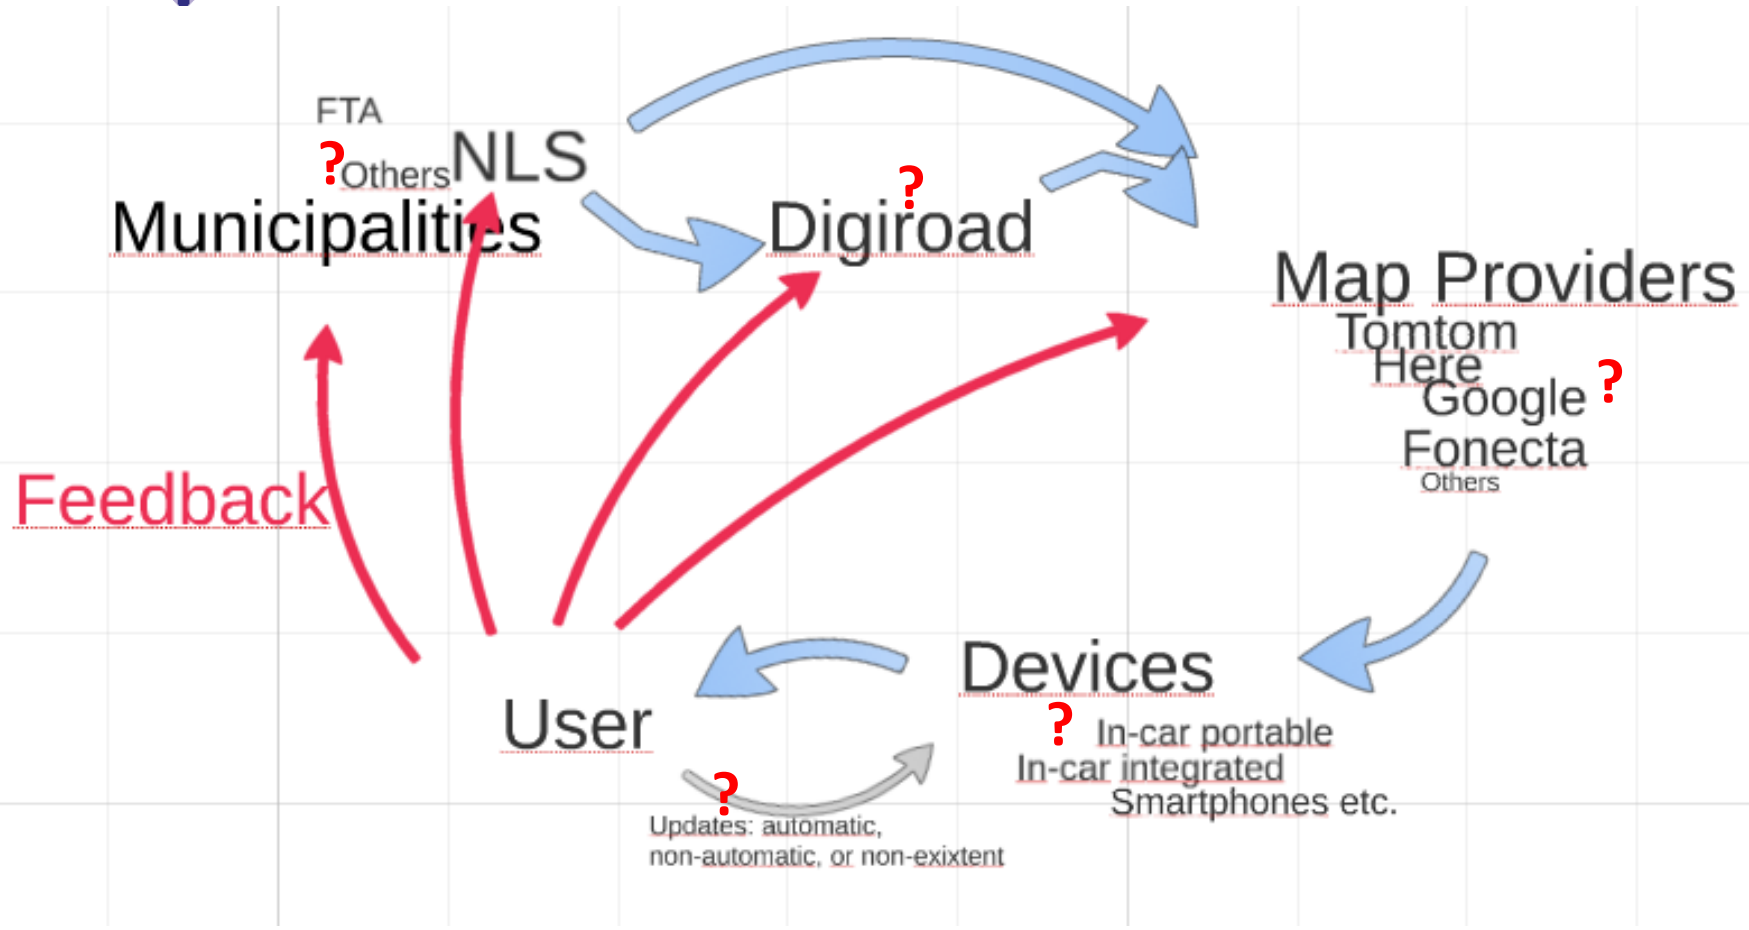 FTA
?
Others
NLS
Municipalities
?
Digiroad
Map Providers
Tomtom
Here
Google
?
Fonecta
Others
Feedback
User
Devices
?
In-car portable
In-car integrated
Smartphones etc.
?
Updates: automatic,
non-automatic, or non-exixtent